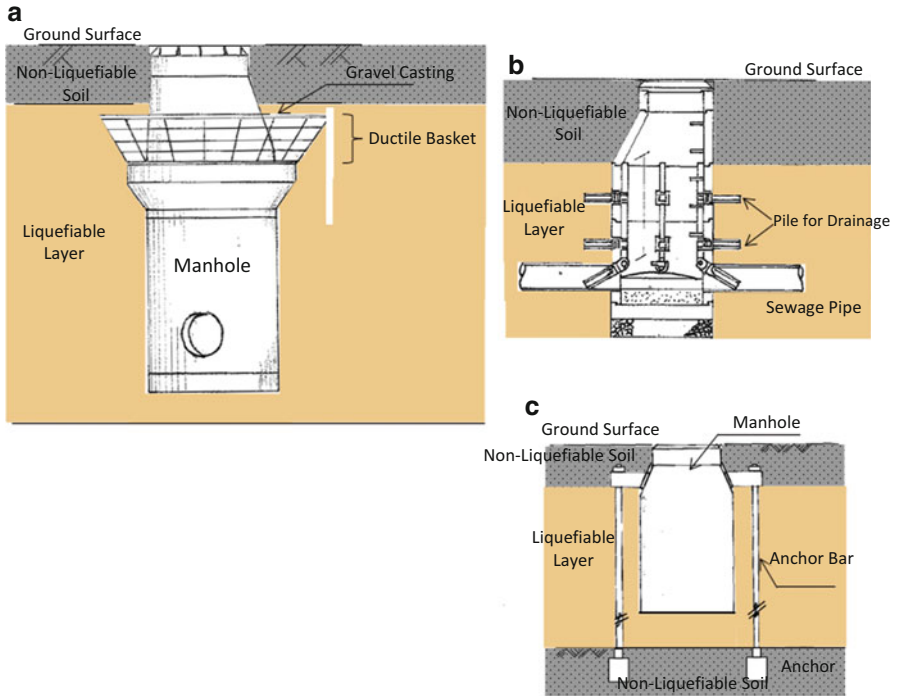 a
Ground Surface
Non-Liquefiable
Soil
Gravel Casting
Ductile Basket
Liquefiable
Layer
Manhole
b
Ground Surface
Non-Liquefiable
Soil
Liquefiable
Layer
Pile for Drainage
Sewage Pipe
c
Manhole
Ground Surface
Non-Liquefiable Soil
Liquefiable
Layer
Anchor Bar
Anchor
Non-Liquefiable Soil